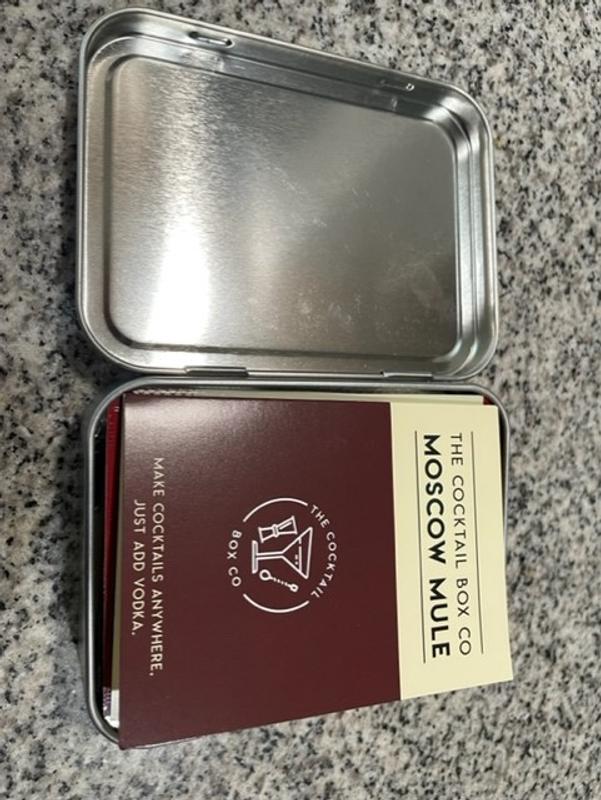 THE COCKTAIL BOX CO
MOSCOW MULE
THE COCKTAIL
BOX CO
MAKE COCKTAILS ANYWHERE,
JUST ADD VODKA.